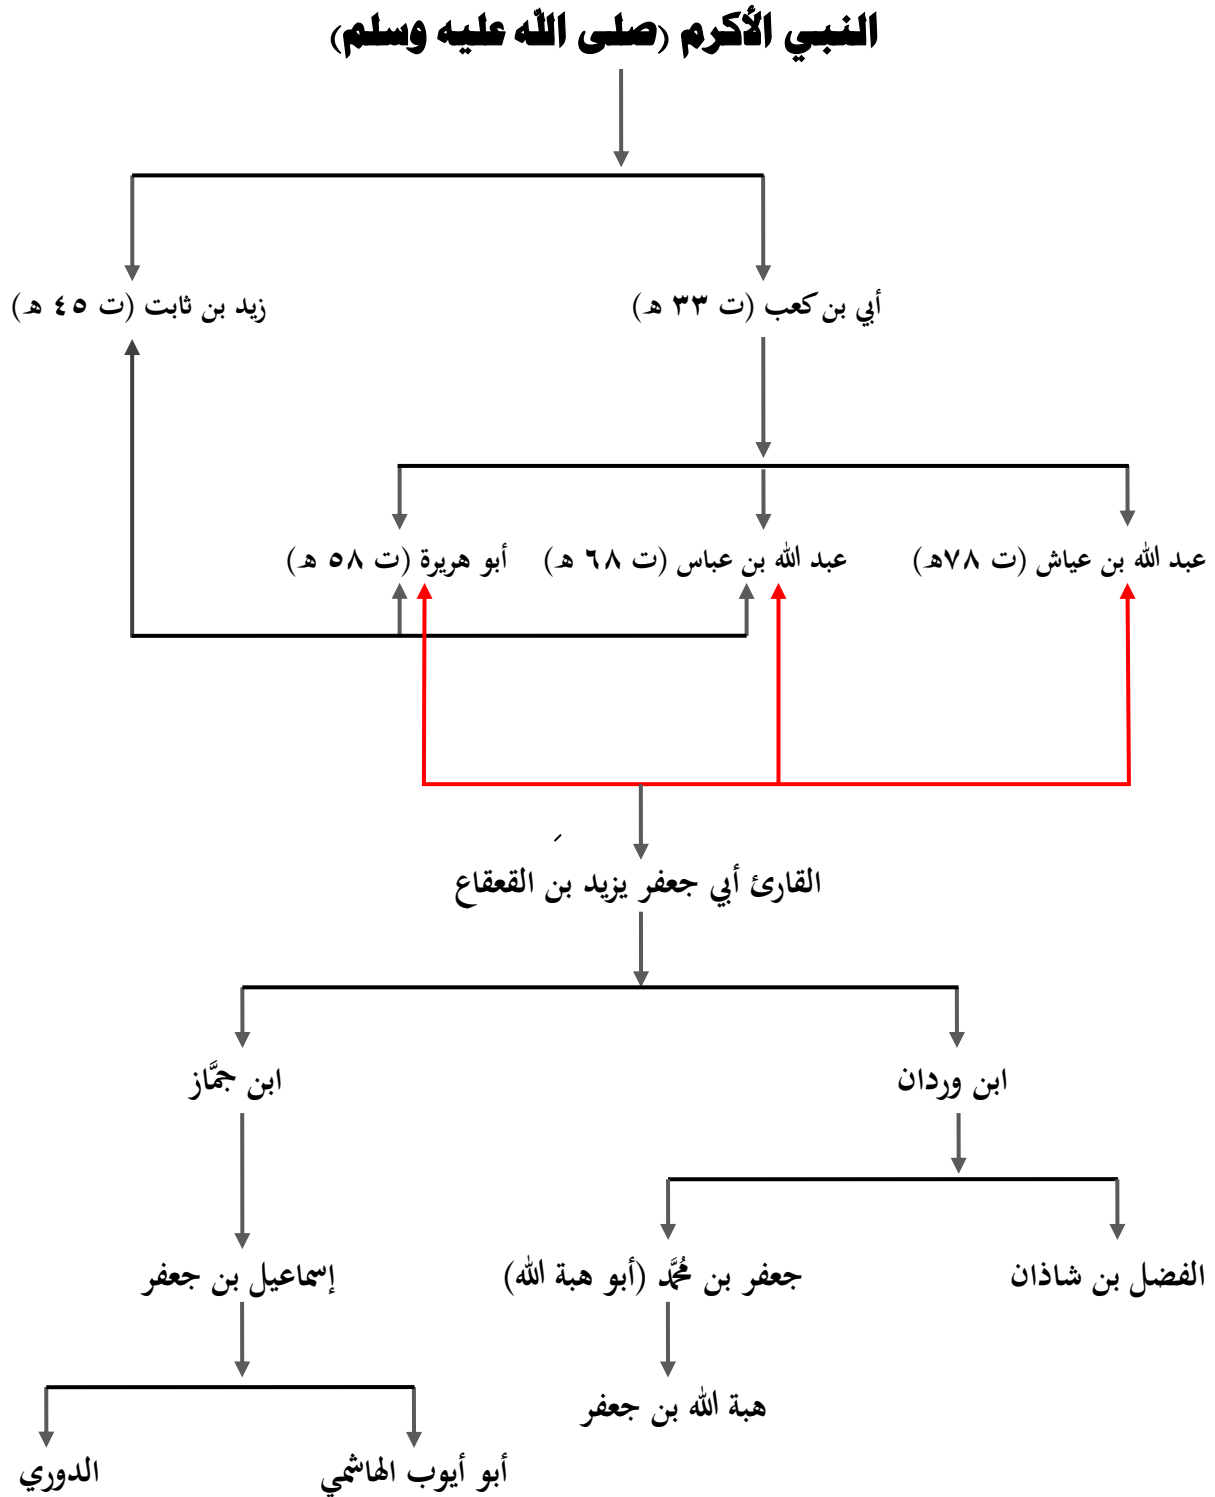 النبي الأكرم (صلى الله عليه وسلم)
أبي بن كعب (ت ٣٣ هـ)
زيد بن ثابت (ت ٤٥ هـ)
عبد الله بن عياش (ت ٧٨هـ)
عبد الله بن عباس (ت ٦٨ هـ)
أبو هريرة (ت ٥٨ هـ)
القارئ أبي جعفر يزيد بن القعقاع
ابن وردان
ابن جمَّاز
الفضل بن شاذان
جعفر بن مُحَمَّد (أبو هبة الله)
إسماعيل بن جعفر
هبة الله بن جعفر
أبو أيوب الهاشمي
الدوري